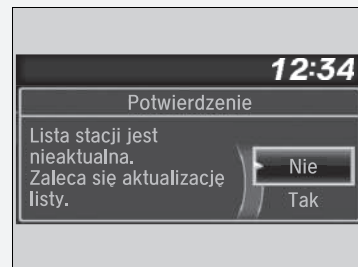 12:34
Potwierdzenie
Lista stacji jest
nieaktualna.
Zaleca się aktualizację
listy.
Nie
Tak